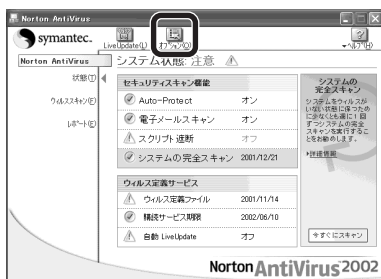 Norton AntiVirus
symantec.
LiveUpdate(L)
オプション(O)
ヘルプ(H)
Norton AntiVirus
システム状態: 注意
状態(T)
ウィルススキャン(F)
レポート(E)
セキュリティスキャン機能
Auto-Protect オン
電子メールスキャン オン
スクリプト遮断 オフ
システムの完全スキャン 2001/12/21
ウィルス定義サービス
ウィルス定義ファイル 2001/11/14
購読サービス期限 2002/06/10
自動 LiveUpdate オフ
システムの
完全スキャン
システムをウィルスが
いない状態に保つため
に少なくとも週に 1 回
ずつシステムの完全
スキャンを実行するこ
とをお勧めします。
詳細情報
今すぐにスキャン
Norton AntiVirus 2002